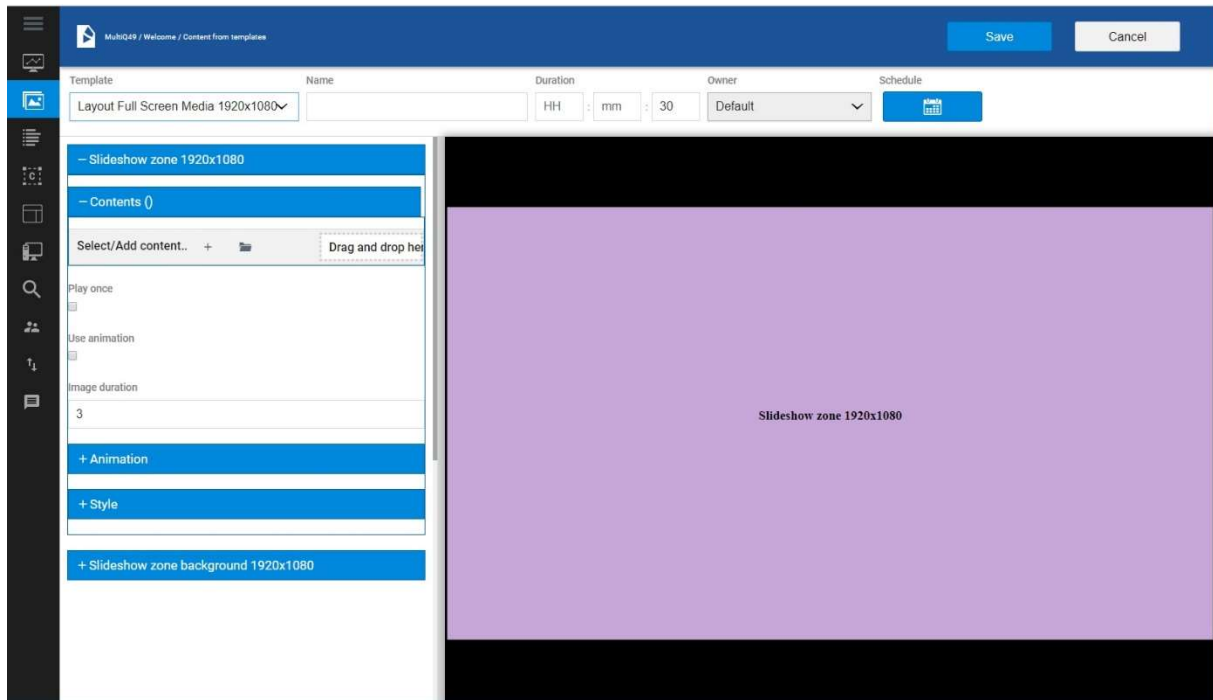 MultiQ49 / Welcome / Content from templates
Save
Cancel
Template
Name
Duration
Owner
Schedule
Layout Full Screen Media 1920x1080
HH : mm : 30
Default
– Slideshow zone 1920x1080
– Contents ()
Select/Add content.. +
Drag and drop her
Play once
Use animation
Image duration
3
Slideshow zone 1920x1080
+ Animation
+ Style
+ Slideshow zone background 1920x1080
C